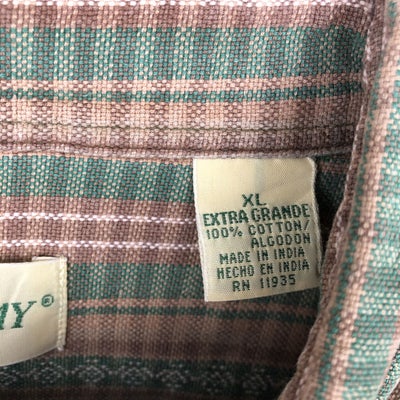 XL
EXTRA GRANDE
100% COTTON/
ALGODON
MADE IN INDIA
HECHO EN INDIA
RN 11935